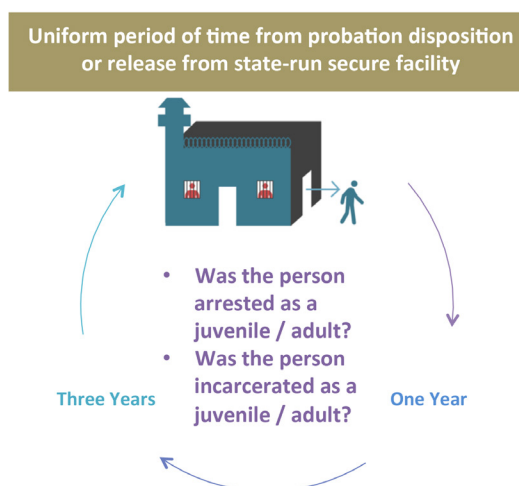 Uniform period of time from probation disposition
or release from state-run secure facility
• Was the person
arrested as a
juvenile / adult?
• Was the person
incarcerated as a
juvenile / adult?
Three Years
One Year